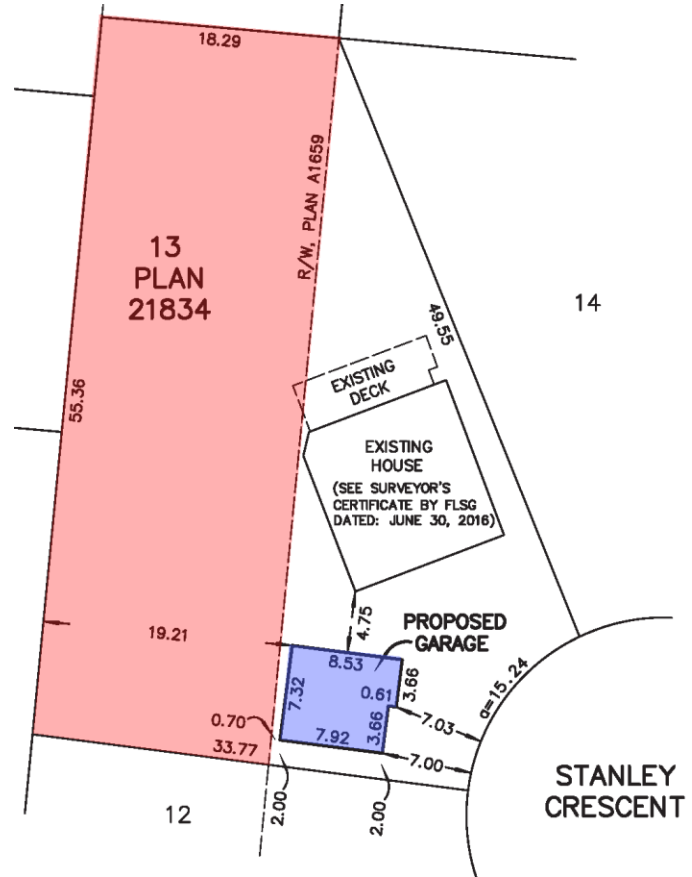 18.29
R/W, PLAN A1659
13
PLAN
21834
14
49.55
55.36
EXISTING
DECK
EXISTING
HOUSE
(SEE SURVEYOR'S
CERTIFICATE BY FLSG
DATED: JUNE 30, 2016)
4.75
19.21
PROPOSED
GARAGE
8.53
3.66
0.61
7.32
7.03
a=15.24
0.70
7.92
3.66
33.77
7.00
2.00
2.00
12
STANLEY
CRESCENT